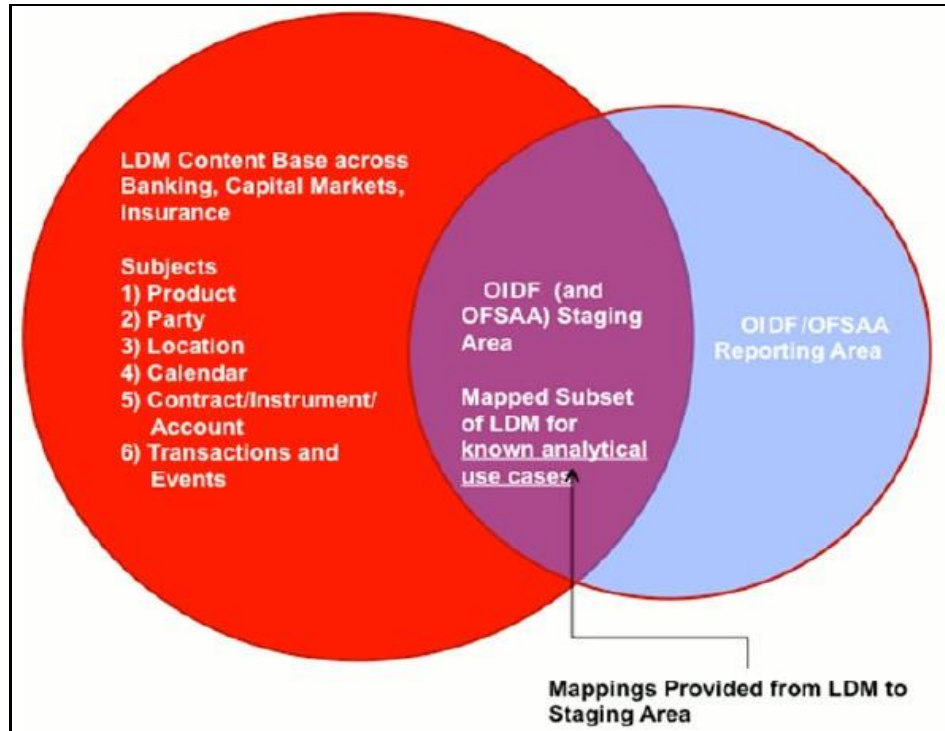 LDM Content Base across
Banking, Capital Markets,
Insurance
Subjects
1) Product
2) Party
3) Location
4) Calendar
5) Contract/Instrument/
Account
6) Transactions and
Events
OIDF (and
OFSAA) Staging
Area
Mapped Subset
of LDM for
known analytical
use cases
OIDF/OFSAA
Reporting Area
Mappings Provided from LDM to
Staging Area